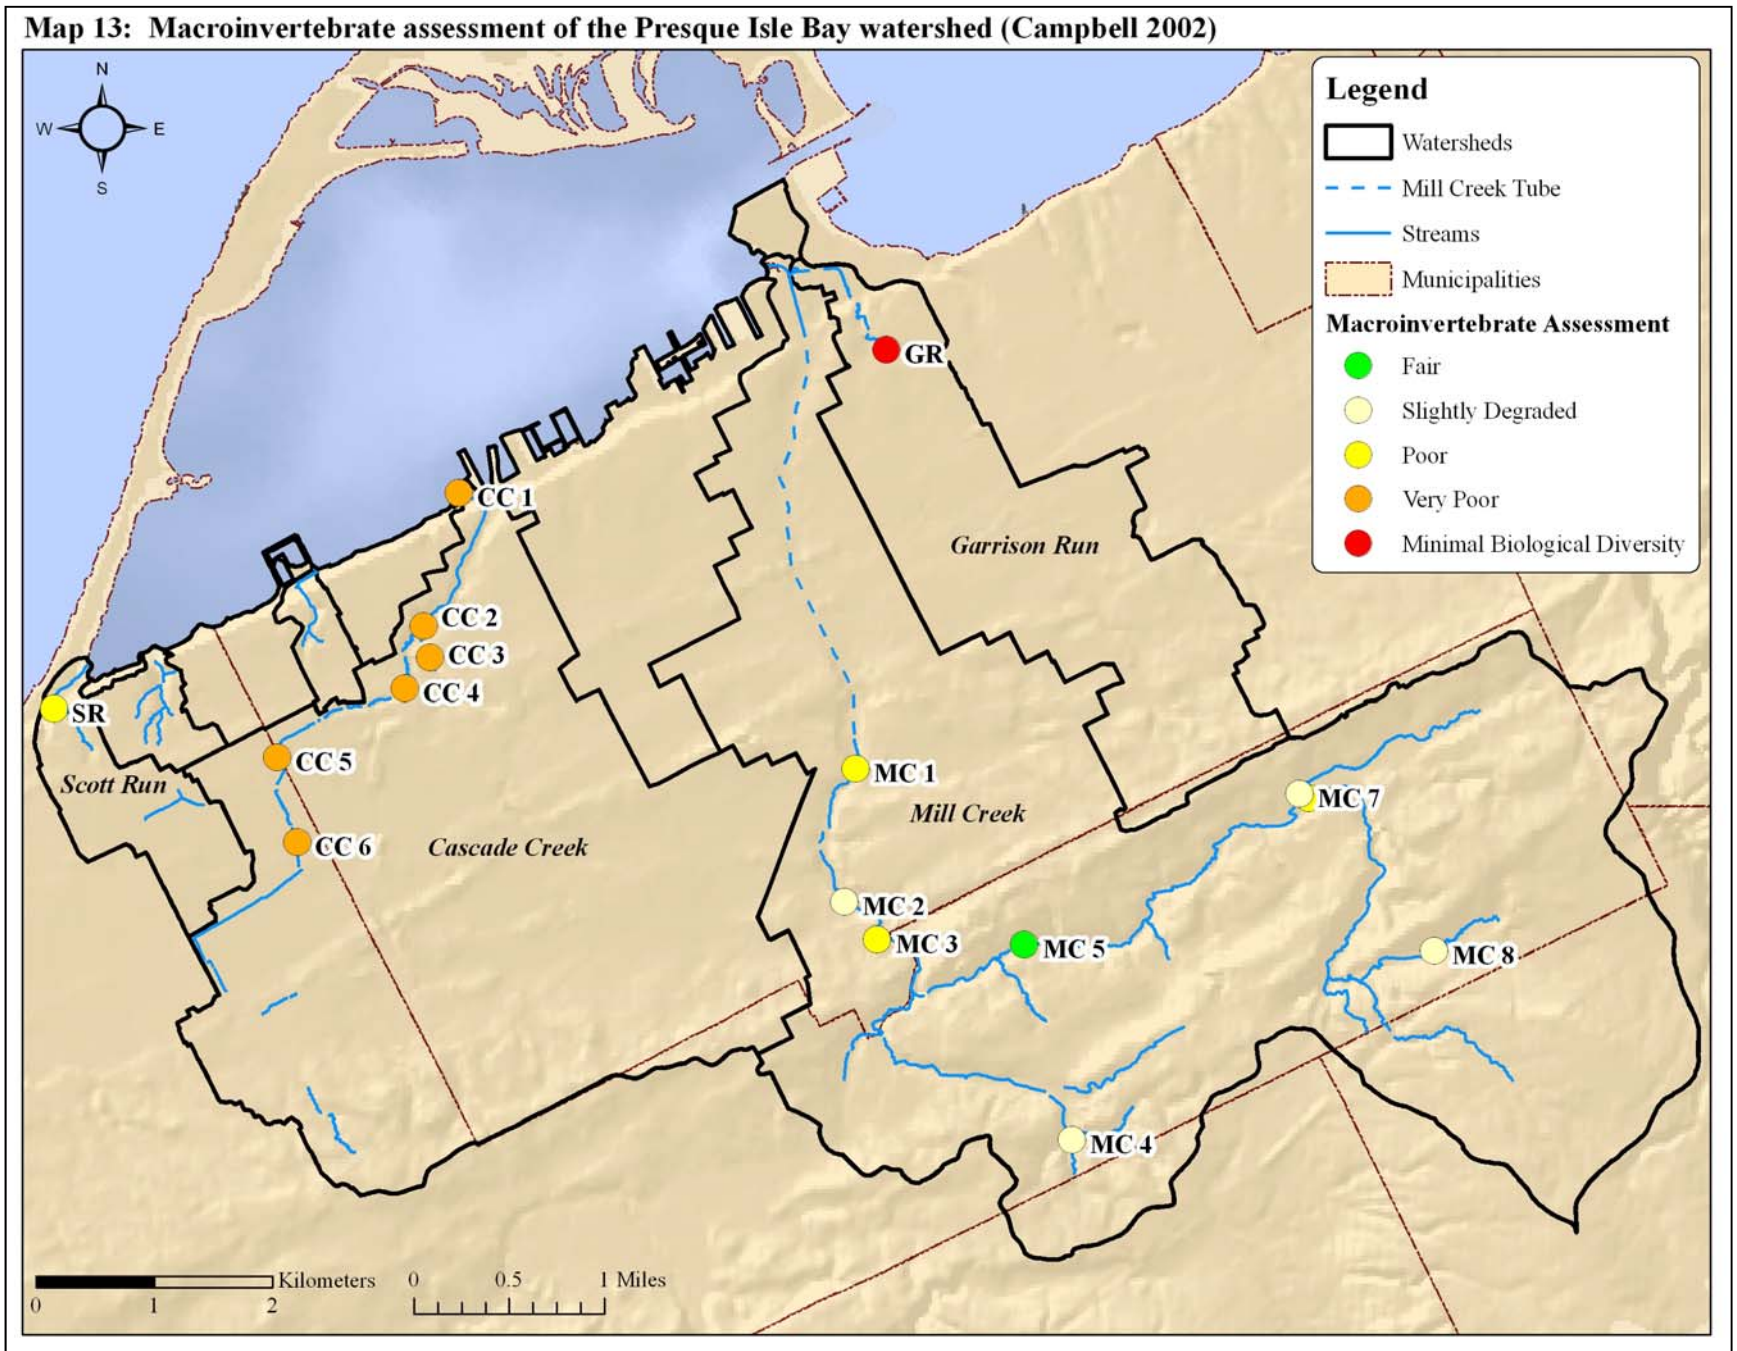 Map 13: Macroinvertebrate assessment of the Presque Isle Bay watershed (Campbell 2002)
N
W E
S
Legend
Watersheds
Mill Creek Tube
Streams
Municipalities
Macroinvertebrate Assessment
Fair
Slightly Degraded
Poor
Very Poor
Minimal Biological Diversity
GR
CC 1
Garrison Run
CC 2
CC 3
CC 4
SR
CC 5
Scott Run
MC 1
MC 7
Mill Creek
CC 6
Cascade Creek
MC 2
MC 3
MC 5
MC 8
MC 4
Kilometers
0 1 2
0 0.5 1 Miles